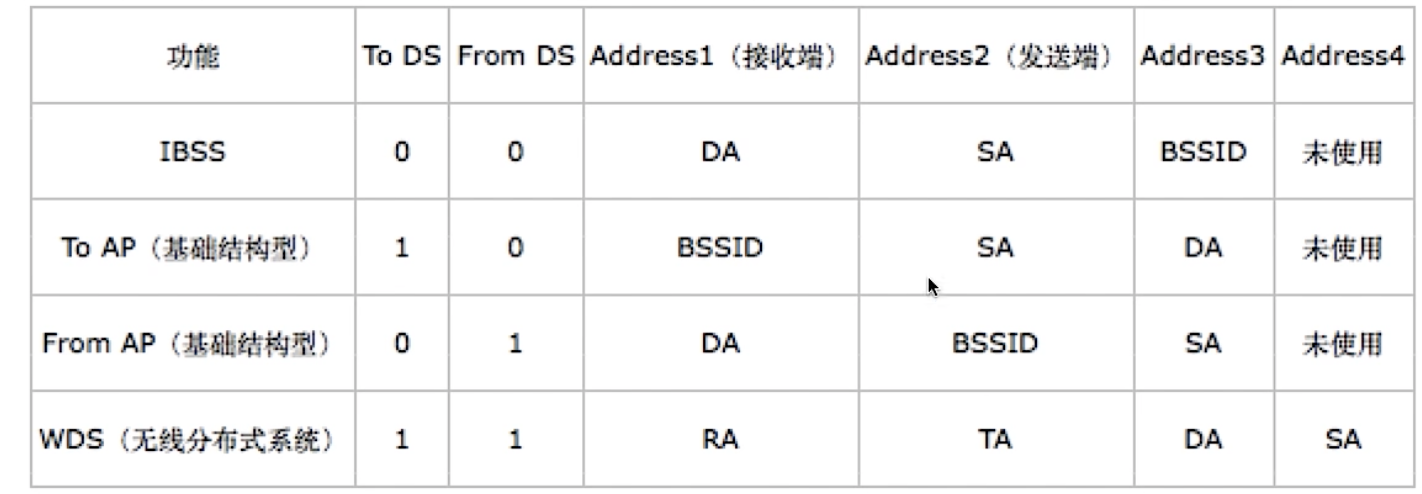 功能 To DS From DS Address1（接收端） Address2（发送端） Address3 Address4
IBSS 0 0 DA SA BSSID 未使用
To AP（基础结构型） 1 0 BSSID SA DA 未使用
From AP（基础结构型） 0 1 DA BSSID SA 未使用
WDS（无线分布式系统） 1 1 RA TA DA SA